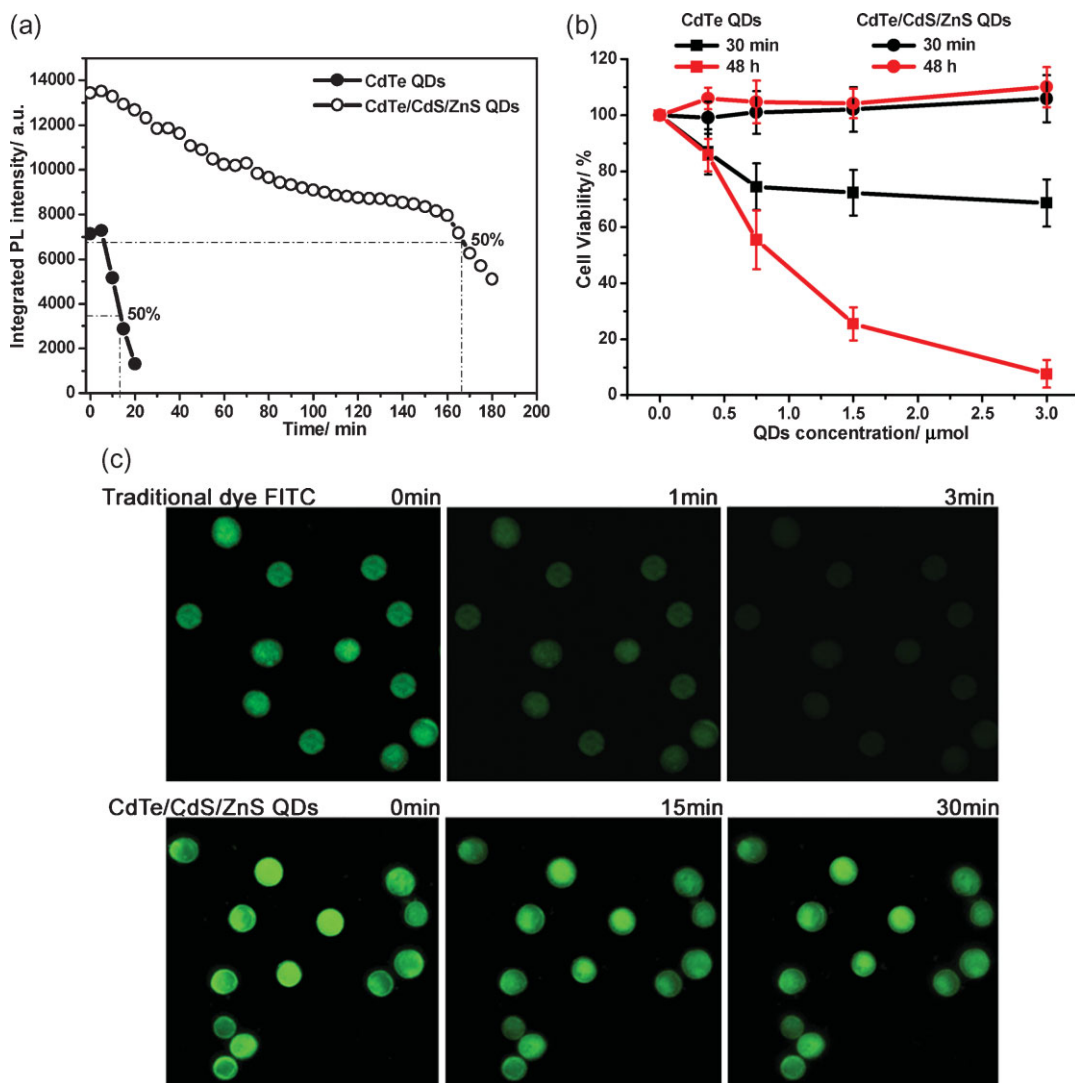 (a)
CdTe QDs
CdTe/CdS/ZnS QDs
14000
12000
10000
8000
6000
4000
2000
0
50%
50%
Integrated PL intensity/ a.u.
0 20 40 60 80 100 120 140 160 180 200
Time/ min
(b)
CdTe QDs CdTe/CdS/ZnS QDs
30 min 30 min
48 h 48 h
120
100
80
60
40
20
0
Cell Viability/ %
0.0 0.5 1.0 1.5 2.0 2.5 3.0
QDs concentration/ μmol
(c)
Traditional dye FITC 0min 1min 3min
CdTe/CdS/ZnS QDs 0min 15min 30min